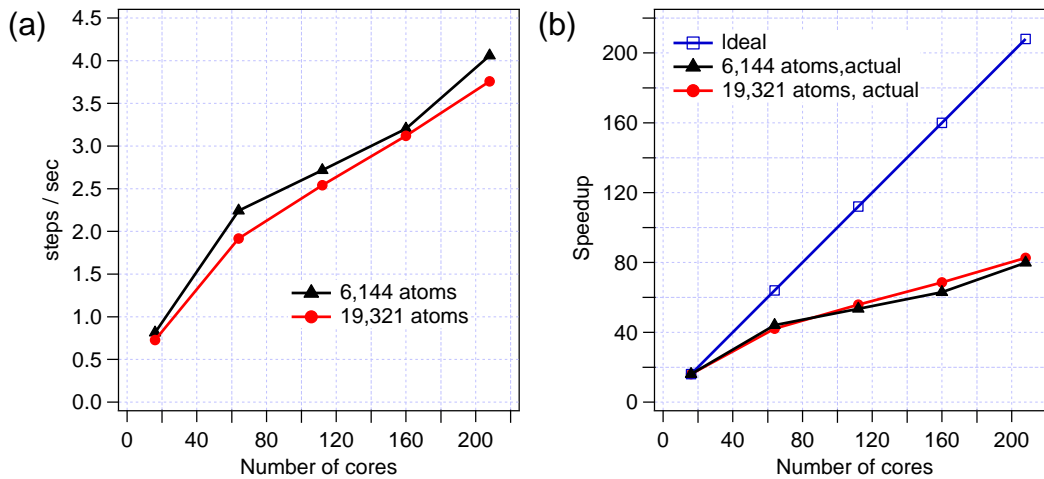 (a)
4.5
4.0
3.5
3.0
2.5
2.0
1.5
1.0
0.5
0.0
steps / sec
6,144 atoms
19,321 atoms
0 40 80 120 160 200
Number of cores
(b)
200
160
120
80
40
0
Speedup
Ideal
6,144 atoms,actual
19,321 atoms, actual
0 40 80 120 160 200
Number of cores